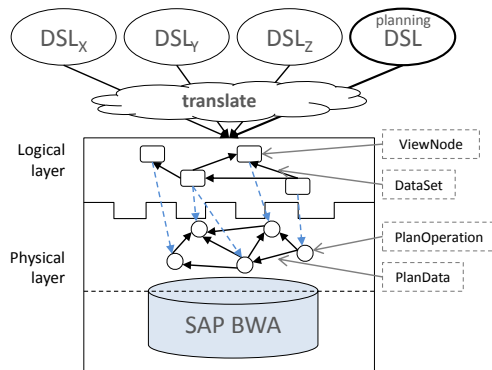 planning
DSLX
DSLY
DSLZ
DSL
translate
Logical
layer
ViewNode
DataSet
Physical
layer
PlanOperation
PlanData
SAP BWA